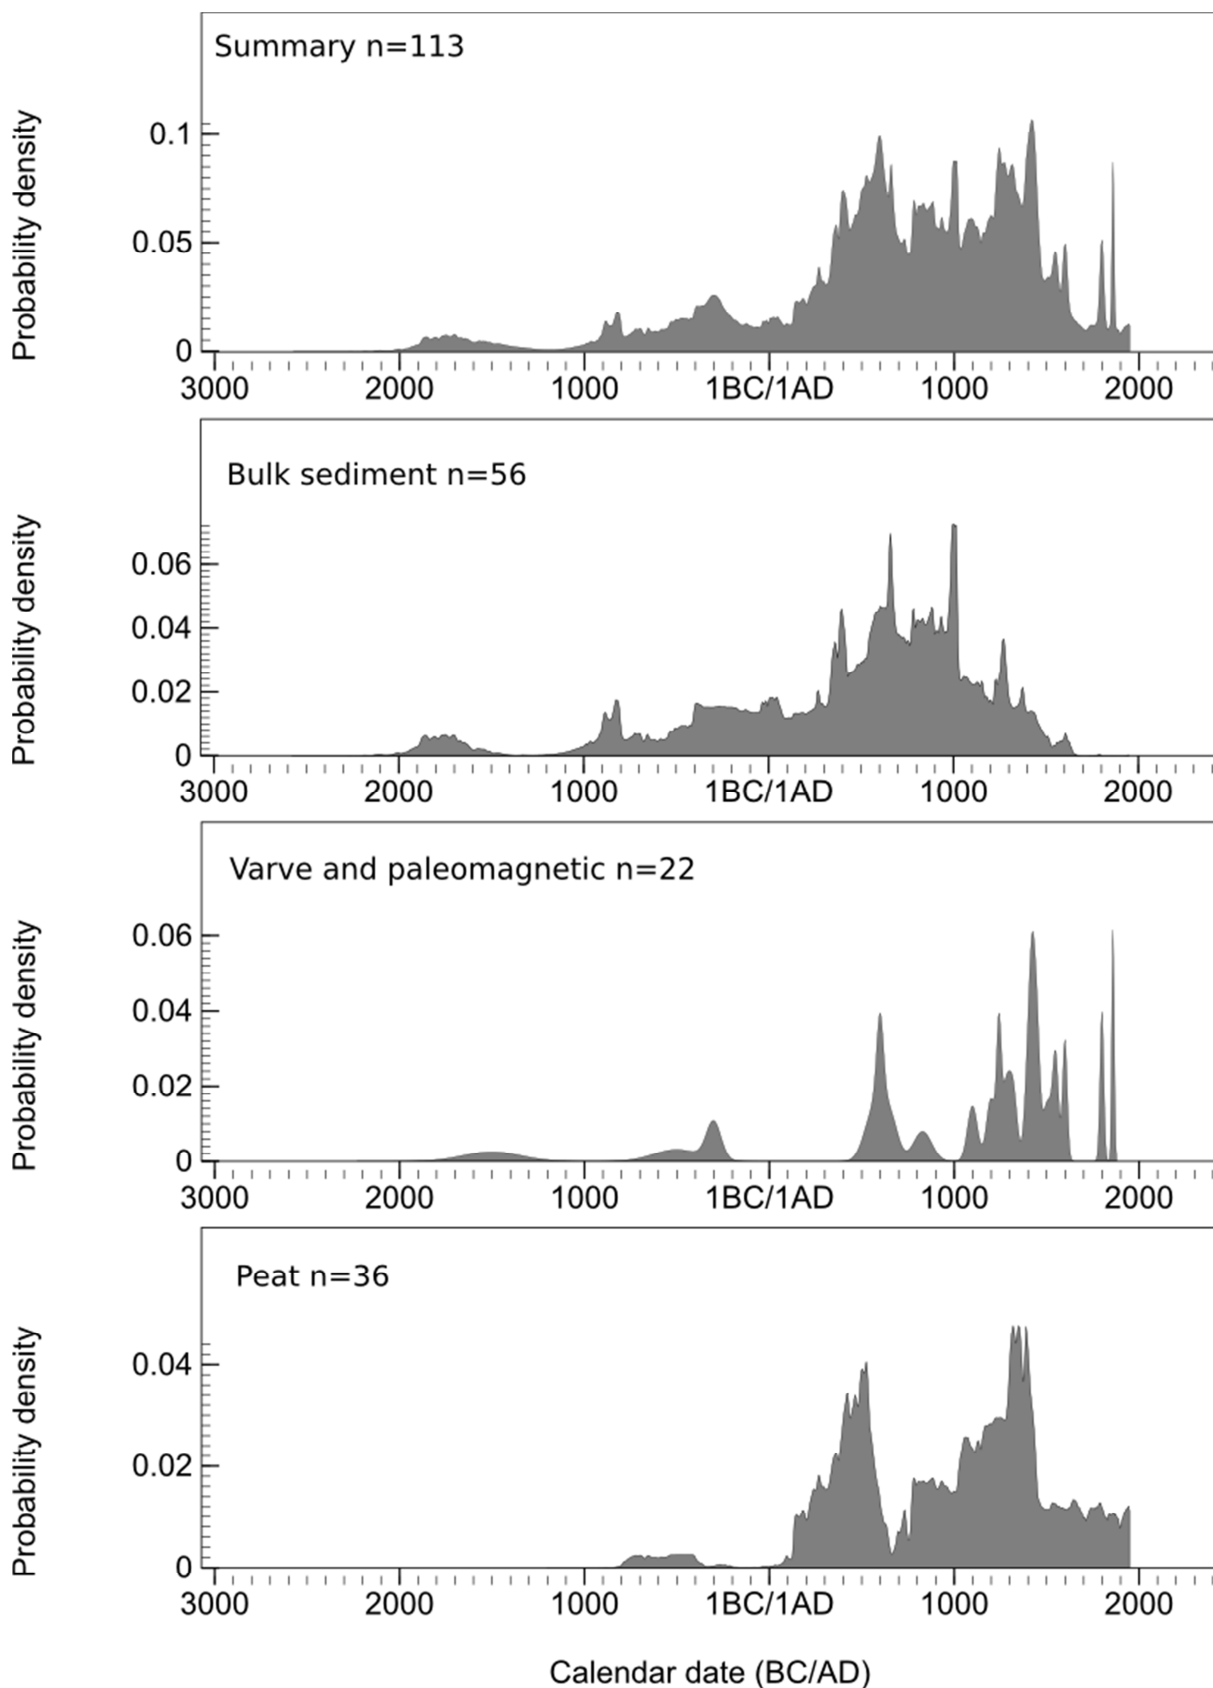 Summary n=113
Probability density
0.1
0.05
0
3000 2000 1000 1BC/1AD 1000 2000
Bulk sediment n=56
Probability density
0.06
0.04
0.02
0
3000 2000 1000 1BC/1AD 1000 2000
Varve and paleomagnetic n=22
Probability density
0.06
0.04
0.02
0
3000 2000 1000 1BC/1AD 1000 2000
Peat n=36
Probability density
0.04
0.02
0
3000 2000 1000 1BC/1AD 1000 2000
Calendar date (BC/AD)